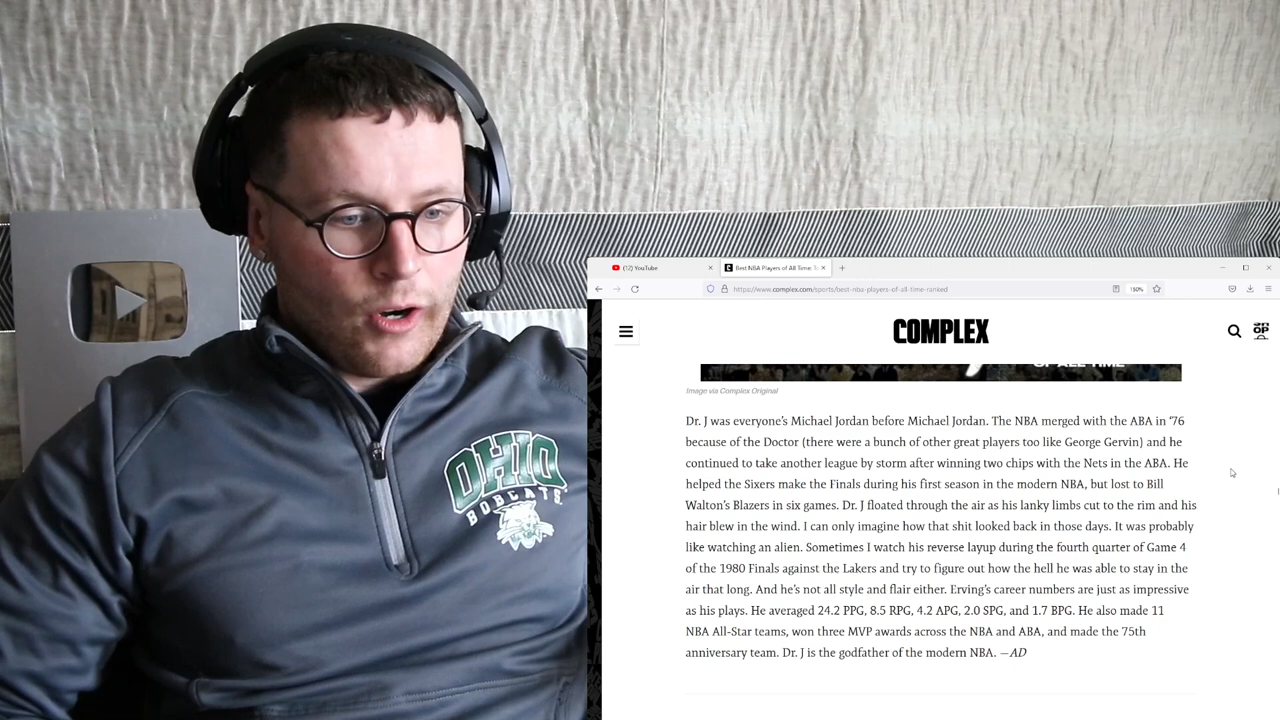 OHIO
BOBCATS
(12) YouTube
Best NBA Players of All Time: To
https://www.complex.com/sports/best-nba-players-of-all-time-ranked
150%
COMPLEX
OF ALL TIME
Image via Complex Original
Dr. J was everyone's Michael Jordan before Michael Jordan. The NBA merged with the ABA in '76
because of the Doctor (there were a bunch of other great players too like George Gervin) and he
continued to take another league by storm after winning two chips with the Nets in the ABA. He
helped the Sixers make the Finals during his first season in the modern NBA, but lost to Bill
Walton's Blazers in six games. Dr. J floated through the air as his lanky limbs cut to the rim and his
hair blew in the wind. I can only imagine how that shit looked back in those days. It was probably
like watching an alien. Sometimes I watch his reverse layup during the fourth quarter of Game 4
of the 1980 Finals against the Lakers and try to figure out how the hell he was able to stay in the
air that long. And he's not all style and flair either. Erving's career numbers are just as impressive
as his plays. He averaged 24.2 PPG, 8.5 RPG, 4.2 APG, 2.0 SPG, and 1.7 BPG. He also made 11
NBA All-Star teams, won three MVP awards across the NBA and ABA, and made the 75th
anniversary team. Dr. J is the godfather of the modern NBA. —AD